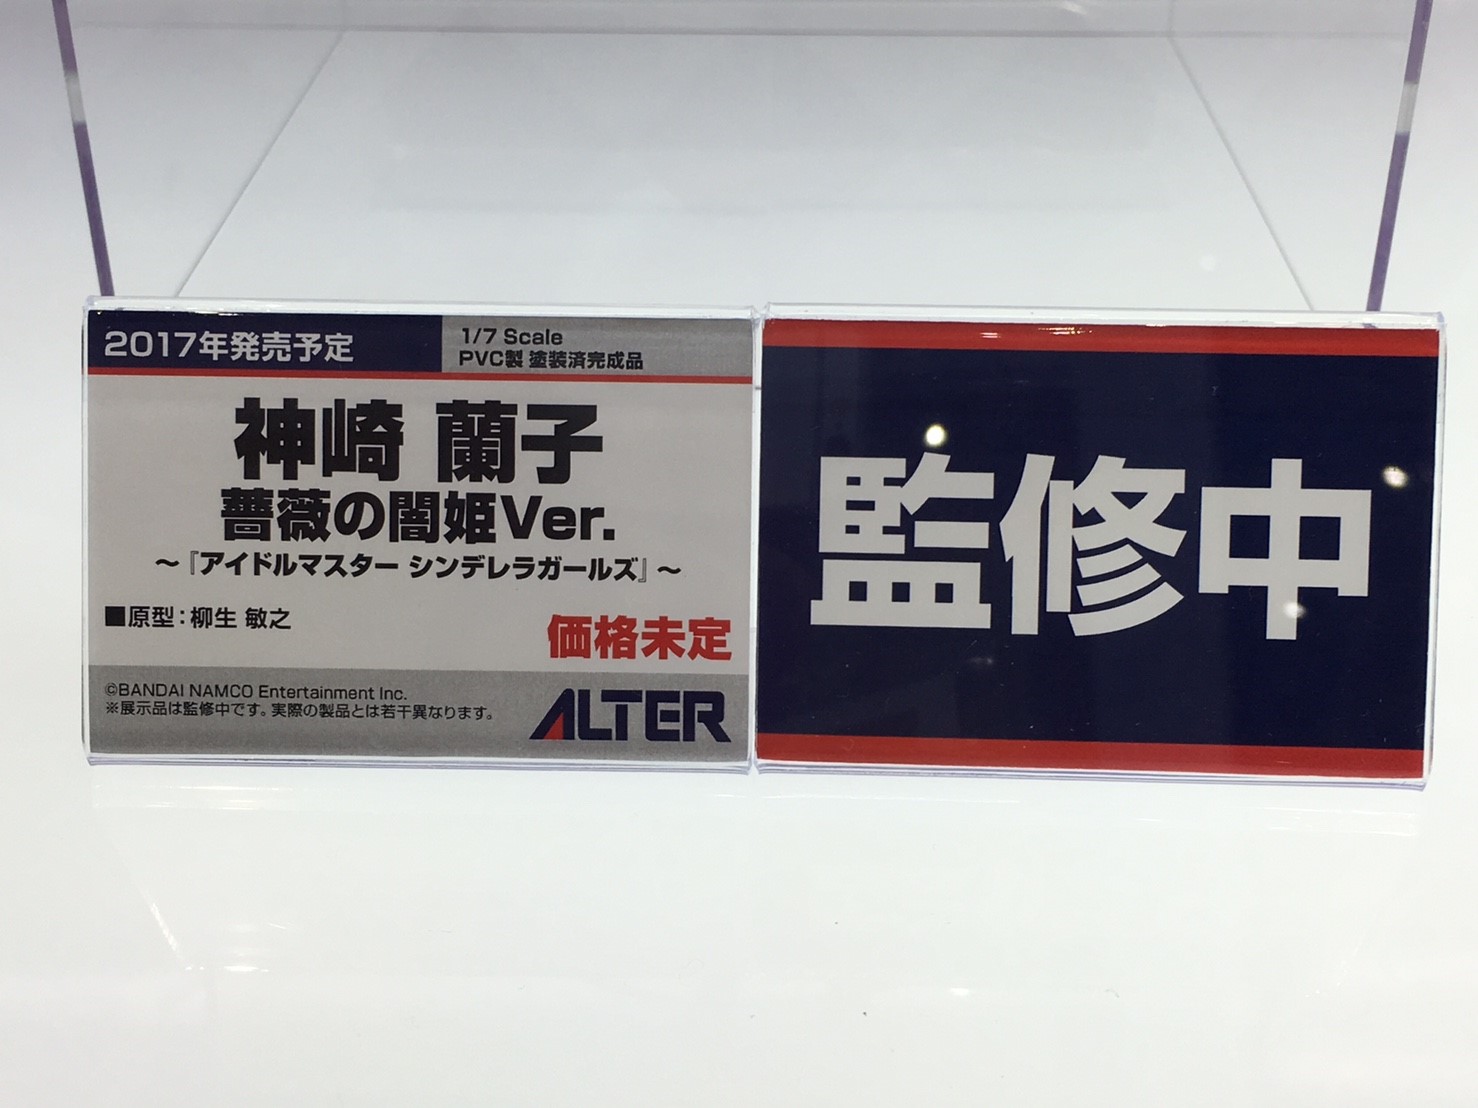 2017年発売予定
1/7 Scale
PVC製 塗装済完成品
神崎 蘭子
薔薇の闇姫Ver.
～『アイドルマスター シンデレラガールズ』～
■原型：柳生 敏之
価格未定
©BANDAI NAMCO Entertainment Inc.
※展示品は監修中です。実際の製品とは若干異なります。
ALTER
監修中